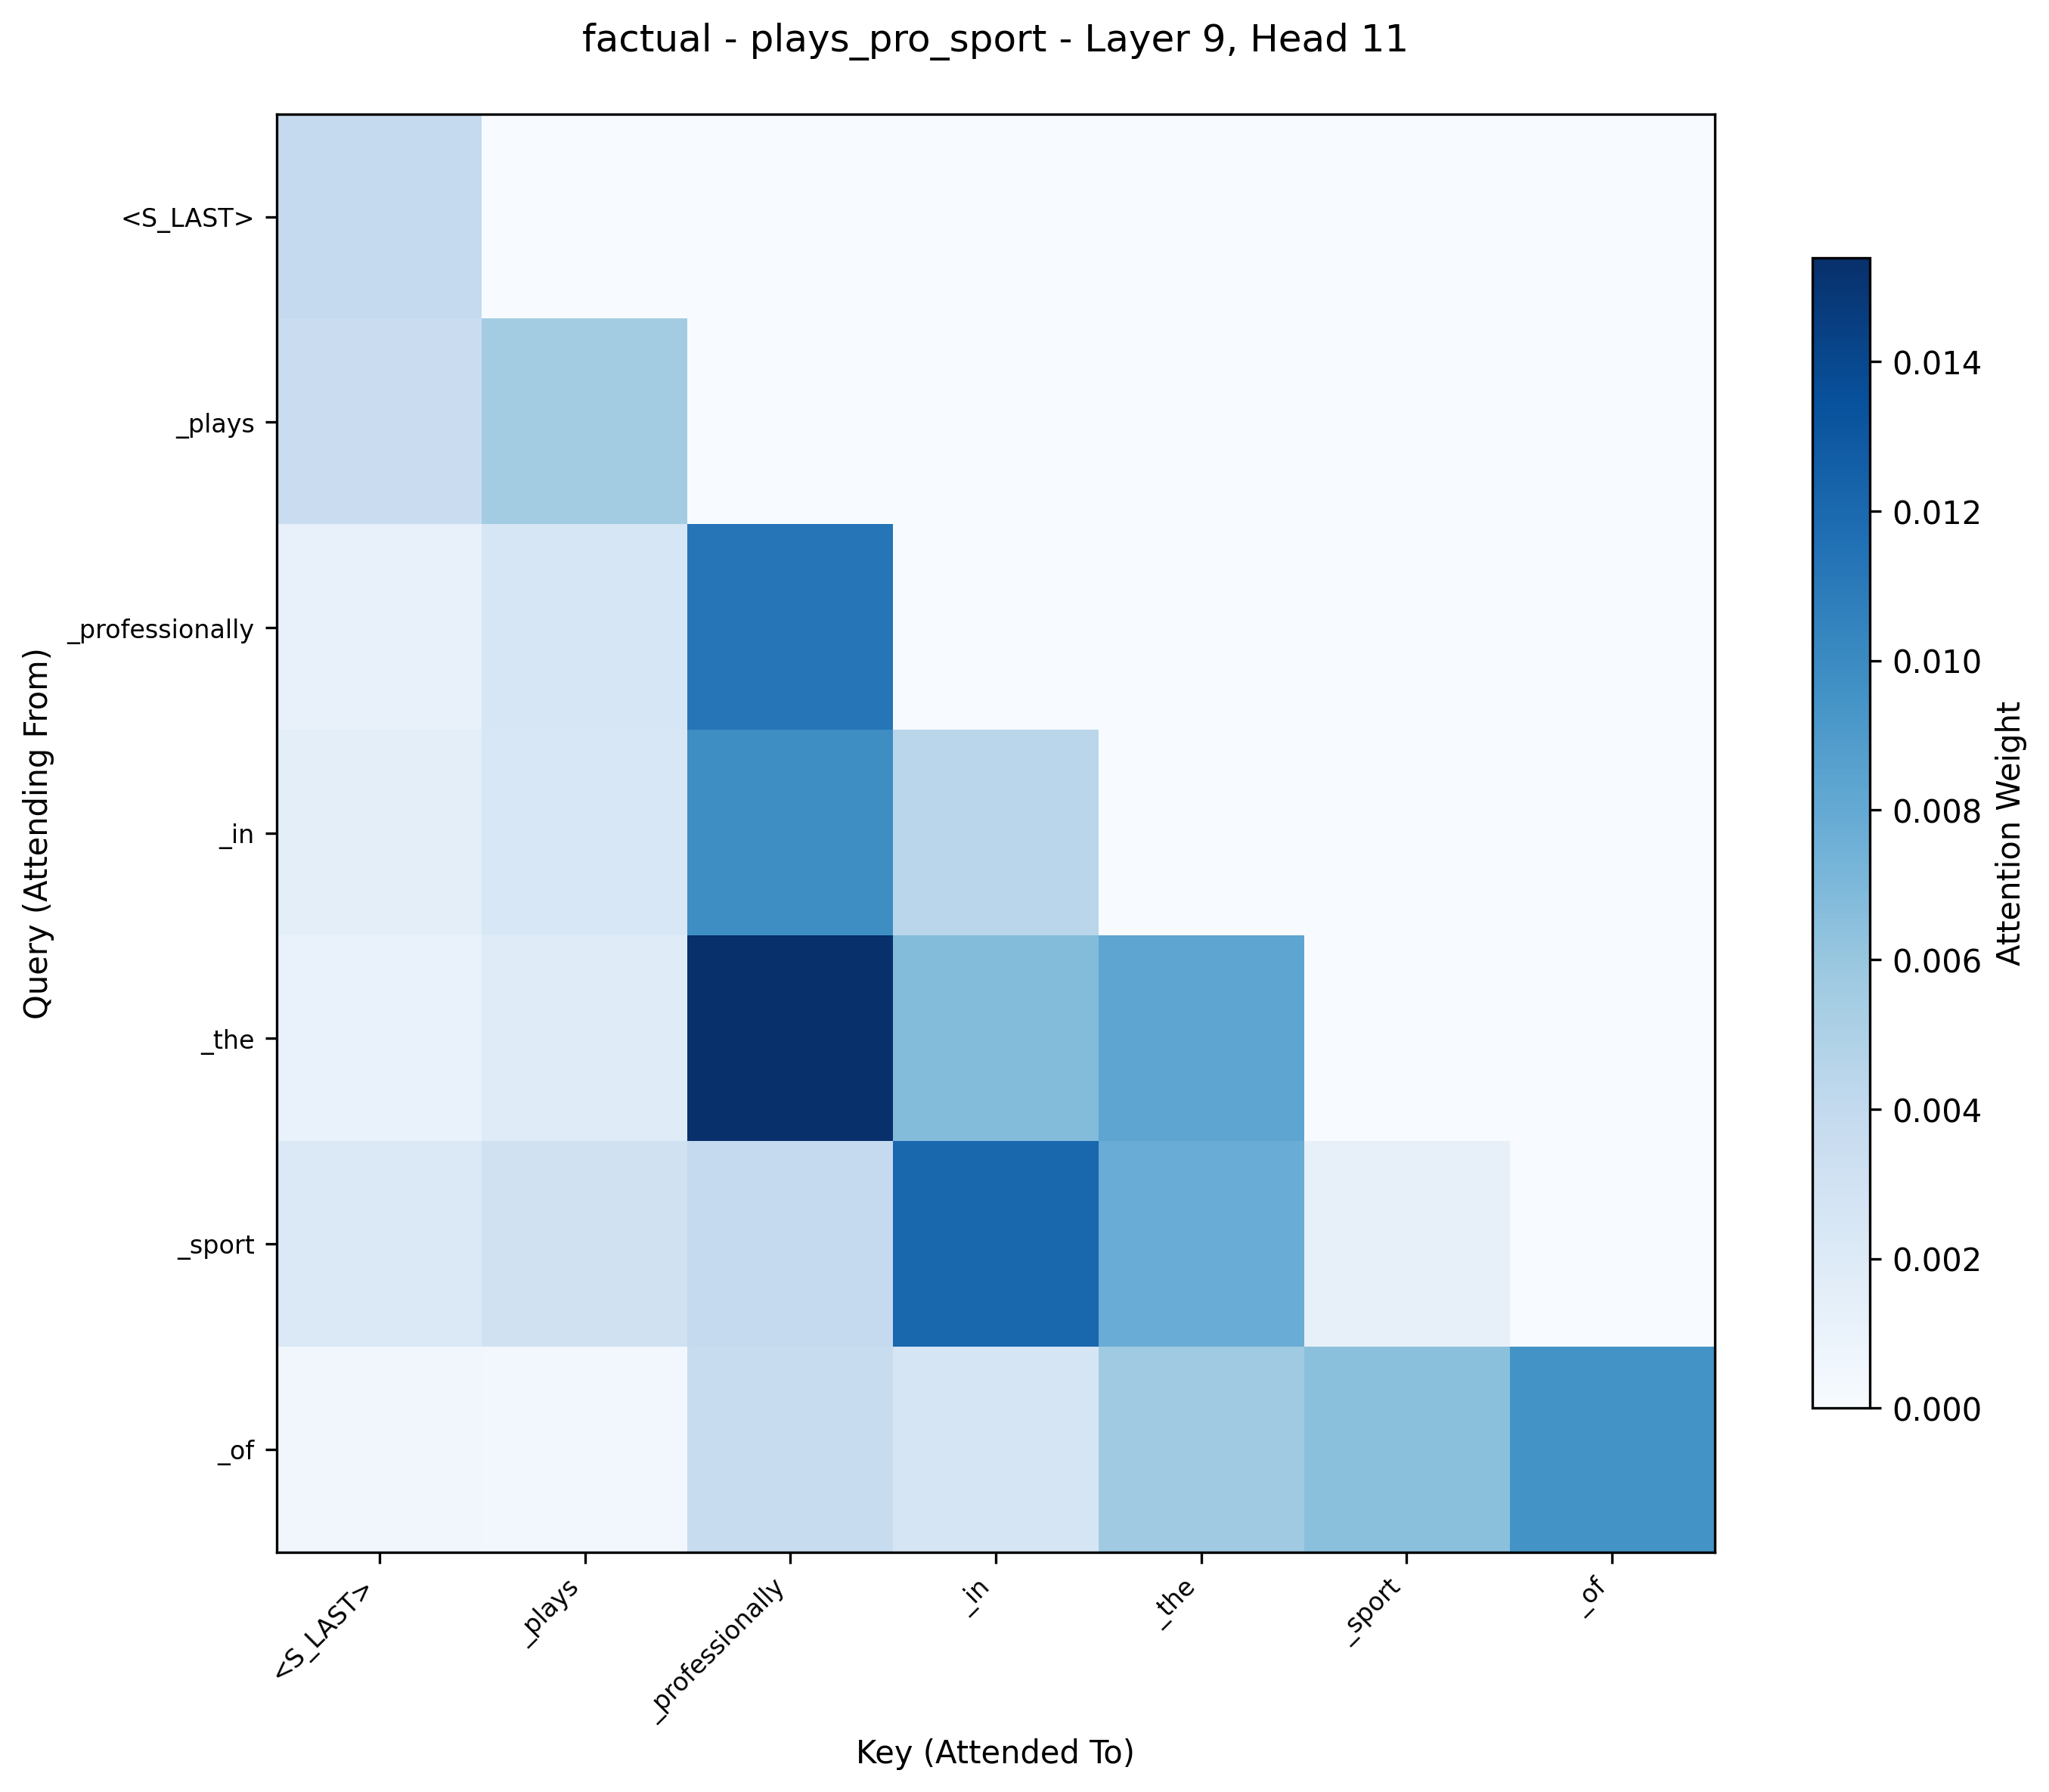 factual - plays_pro_sport - Layer 9, Head 11
Query (Attending From)
<S_LAST>
_plays
_professionally
_in
_the
_sport
_of
<S_LAST>
_plays
_professionally
_in
_the
_sport
_of
Key (Attended To)
0.014
0.012
0.010
0.008
0.006
0.004
0.002
0.000
Attention Weight